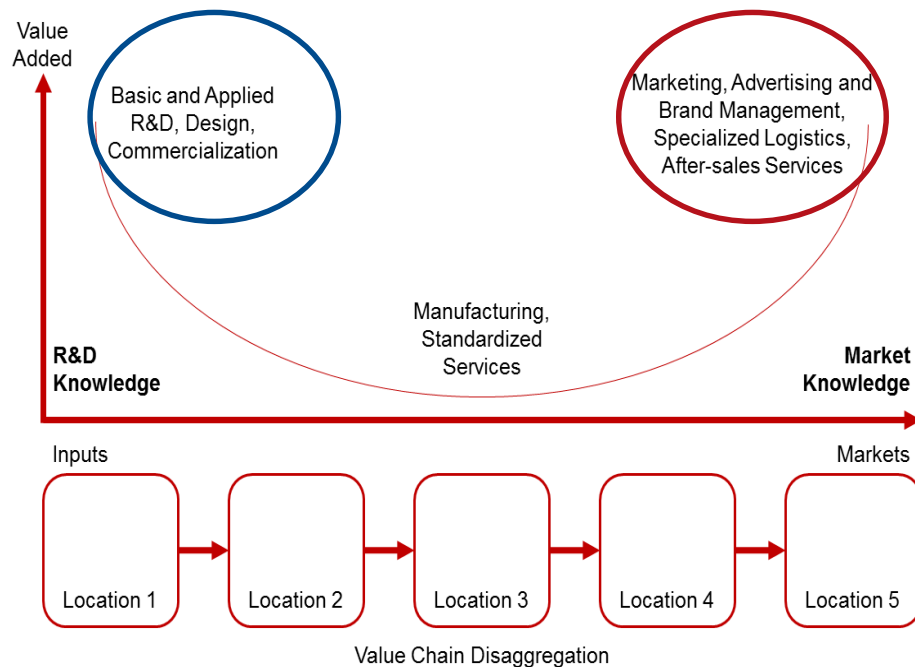 Value
Added
Basic and Applied
R&D, Design,
Commercialization
Marketing, Advertising and
Brand Management,
Specialized Logistics,
After-sales Services
Manufacturing,
Standardized
Services
R&D
Knowledge
Market
Knowledge
Inputs
Markets
Location 1
Location 2
Location 3
Location 4
Location 5
Value Chain Disaggregation